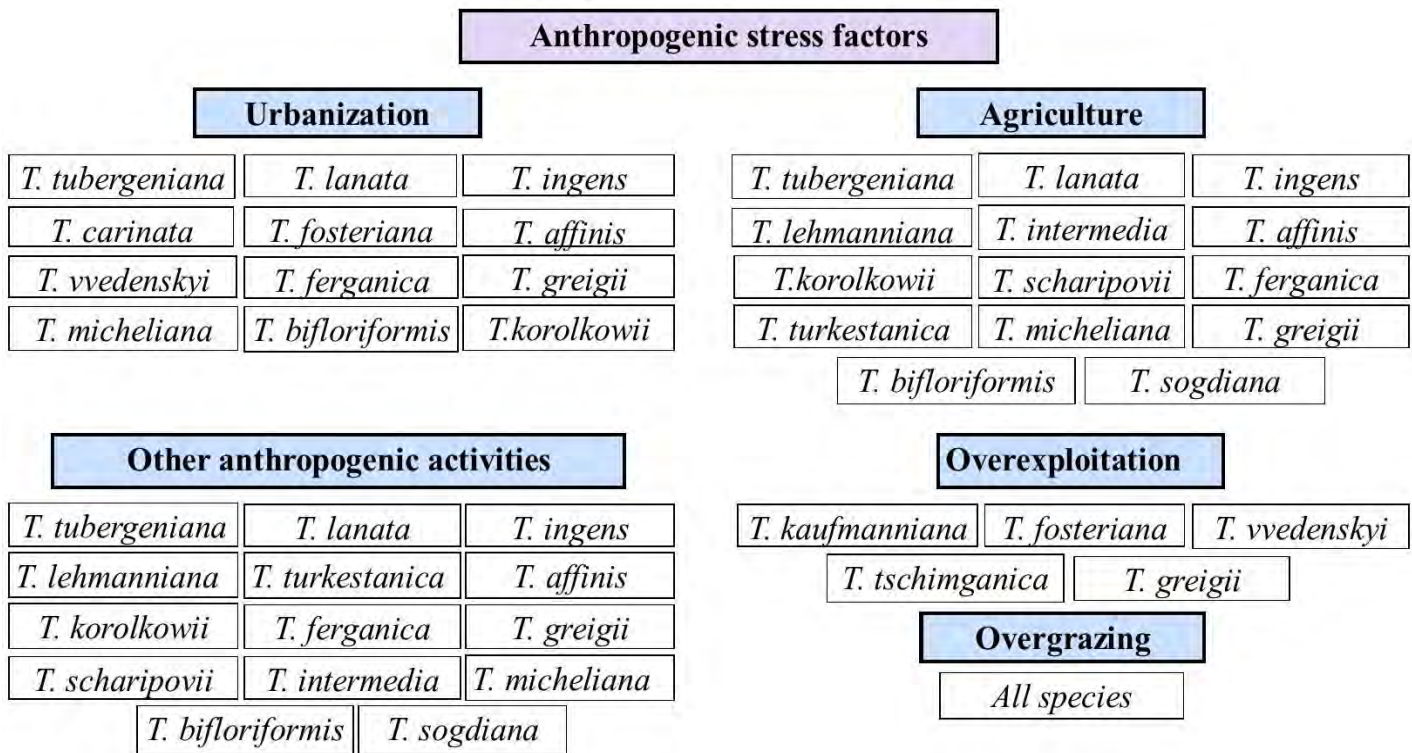 Anthropogenic stress factors
Urbanization
T. tubergeniana T. lanata T. ingens
T. carinata T. fosteriana T. affinis
T. vvedenskyi T. ferganica T. greigii
T. micheliana T. bifloriformis T.korolkowii
Agriculture
T. tubergeniana T. lanata T. ingens
T. lehmanniana T. intermedia T. affinis
T.korolkowii T. scharipovii T. ferganica
T. turkestanica T. micheliana T. greigii
T. bifloriformis T. sogdiana
Other anthropogenic activities
T. tubergeniana T. lanata T. ingens
T. lehmanniana T. turkestanica T. affinis
T. korolkowii T. ferganica T. greigii
T. scharipovii T. intermedia T. micheliana
T. bifloriformis T. sogdiana
Overexploitation
T. kaufmanniana T. fosteriana T. vvedenskyi
T. tschimganica T. greigii
Overgrazing
All species